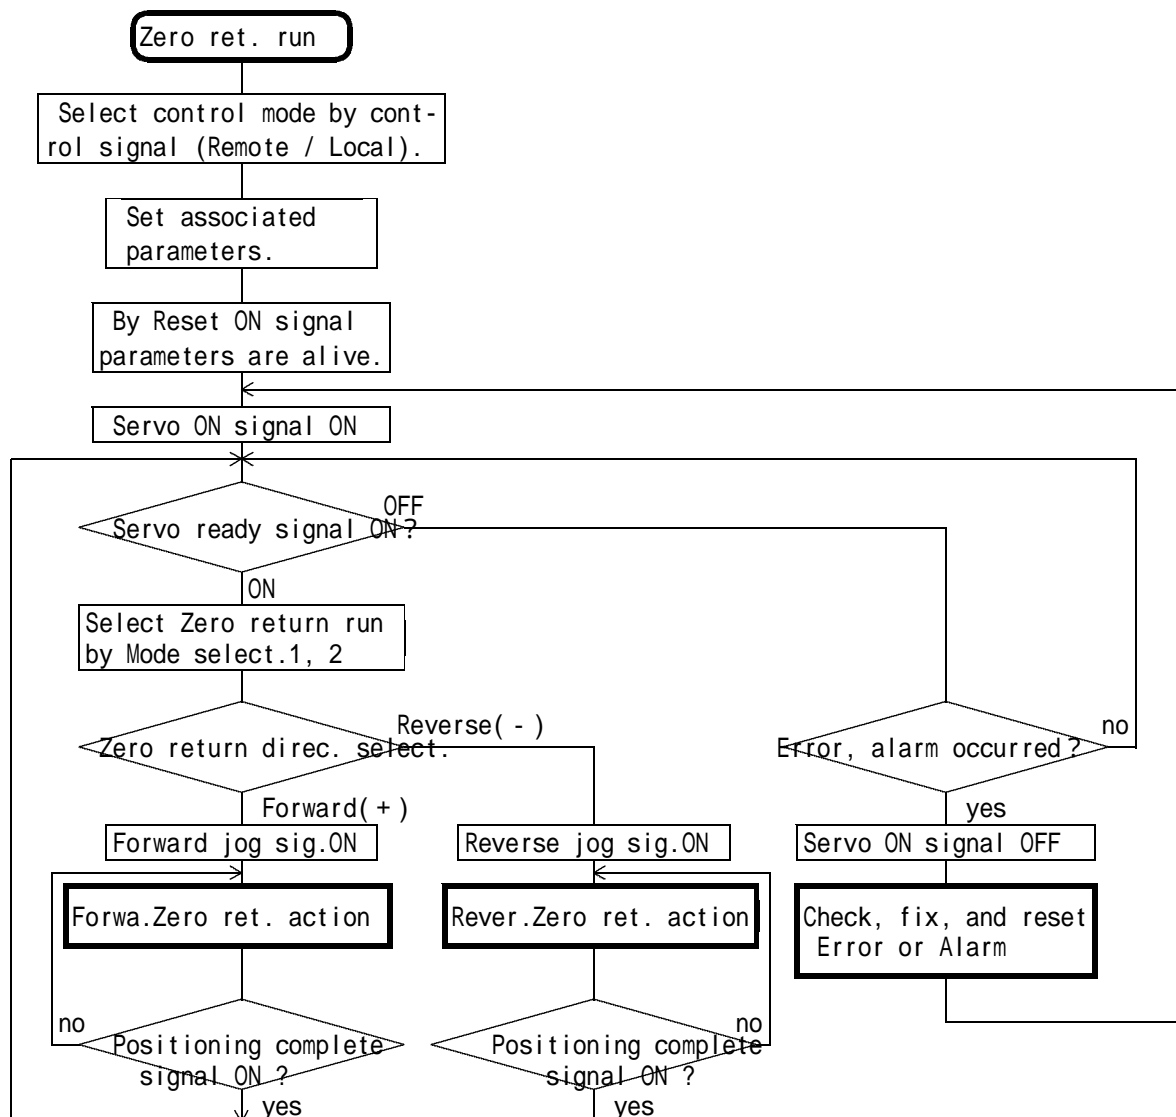 Zero ret. run
Select control mode by cont-
rol signal (Remote / Local).
Set associated
parameters.
By Reset ON signal
parameters are alive.
Servo ON signal ON
OFF
Servo ready signal ON?
ON
Select Zero return run
by Mode select.1, 2
Reverse(-)
Zero return direc. select.
Forward(+)
no
Error, alarm occurred?
yes
Forward jog sig.ON
Reverse jog sig.ON
Servo ON signal OFF
Forwa.Zero ret. action
Rever.Zero ret. action
Check, fix, and reset
Error or Alarm
no
Positioning complete
signal ON ?
yes
no
Positioning complete
signal ON ?
yes